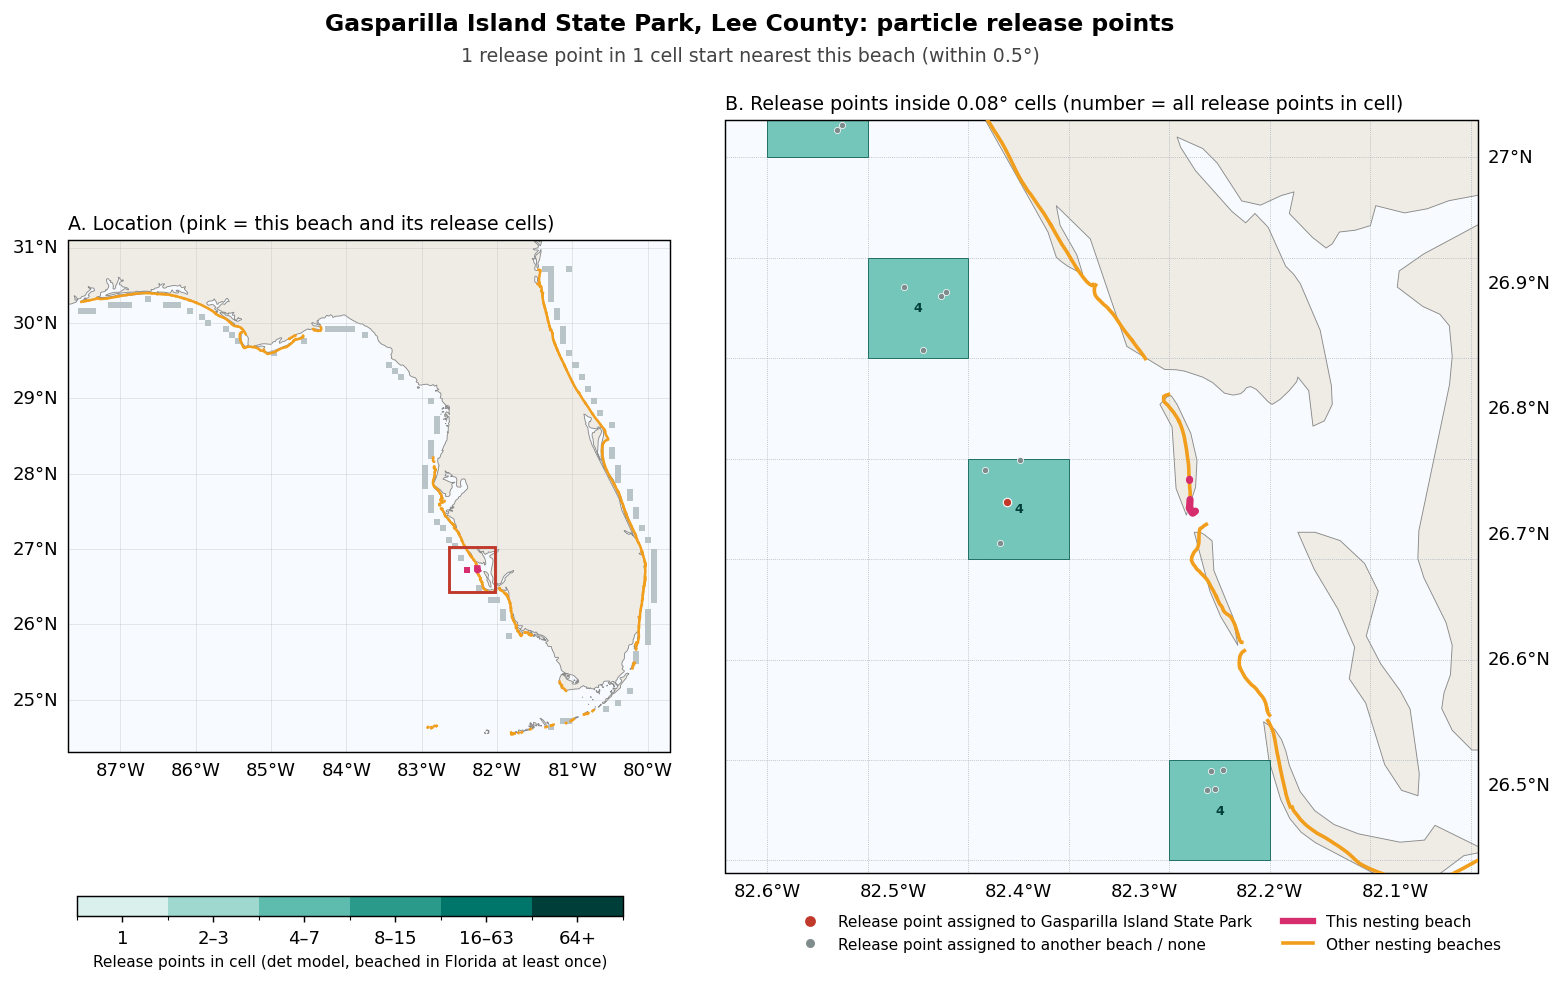 Gasparilla Island State Park, Lee County: particle release points
1 release point in 1 cell start nearest this beach (within 0.5°)
A. Location (pink = this beach and its release cells)
31°N
30°N
29°N
28°N
27°N
26°N
25°N
87°W 86°W 85°W 84°W 83°W 82°W 81°W 80°W
1 2–3 4–7 8–15 16–63 64+
Release points in cell (det model, beached in Florida at least once)
B. Release points inside 0.08° cells (number = all release points in cell)
27°N
26.9°N
4
26.8°N
4
26.7°N
26.6°N
26.5°N
4
82.6°W 82.5°W 82.4°W 82.3°W 82.2°W 82.1°W
Release point assigned to Gasparilla Island State Park
Release point assigned to another beach / none
This nesting beach
Other nesting beaches